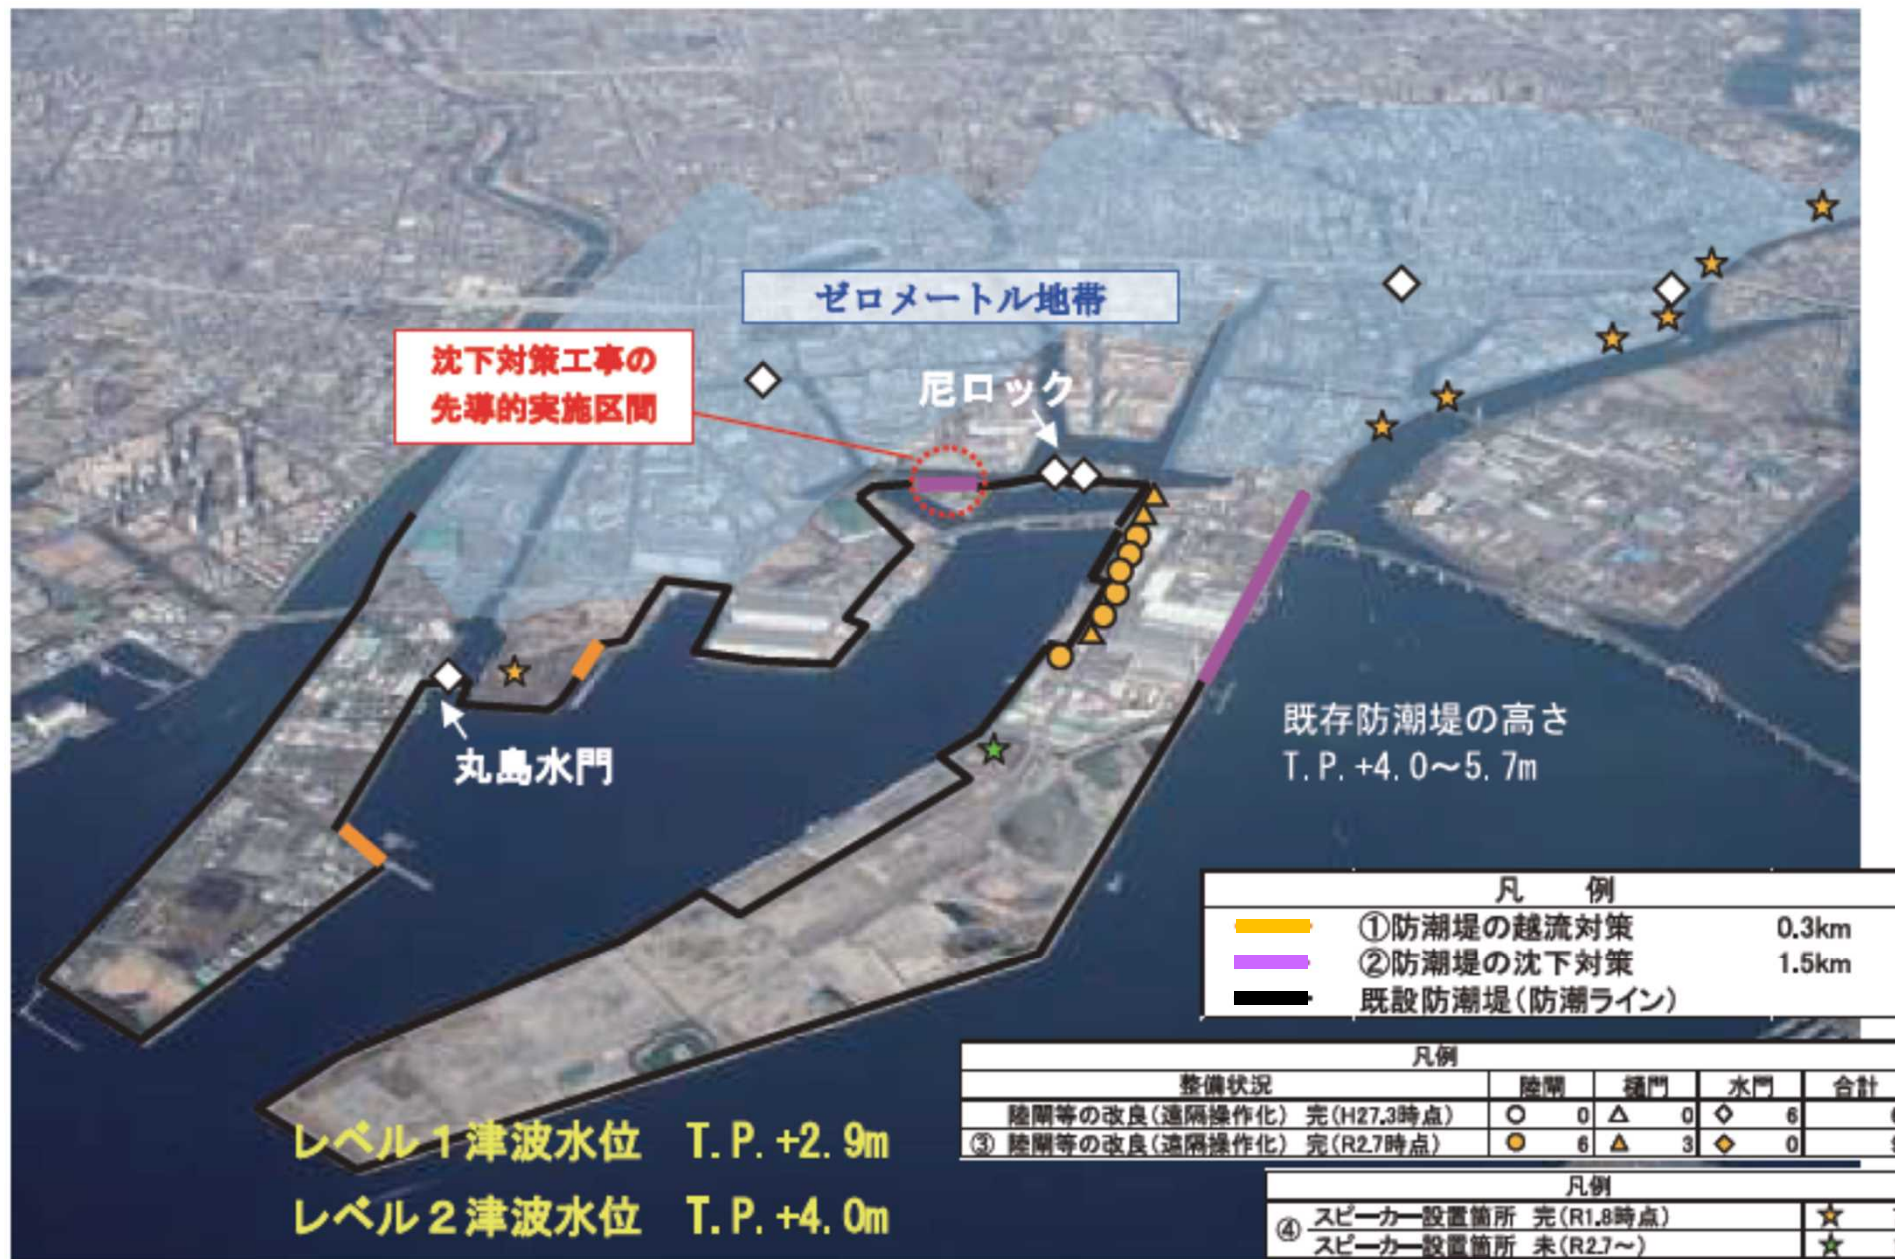 ゼロメートル地帯
沈下対策工事の
先導的実施区間
尼ロック
丸島水門
既存防潮堤の高さ
T.P.+4.0～5.7m
凡 例
①防潮堤の越流対策 0.3km
②防潮堤の沈下対策 1.5km
既設防潮堤(防潮ライン)
凡例
整備状況 陸閘 樋門 水門 合計
陸閘等の改良(遠隔操作化) 完(H27.3時点) ○ 0 △ 0 ◇ 6
③ 陸閘等の改良(遠隔操作化) 完(R2.7時点) ● 6 ▲ 3 ◆ 0
凡例
④ スピーカー設置箇所 完(R1.8時点) ★
スピーカー設置箇所 未(R2.7～) ★
レベル１津波水位 T.P.+2.9m
レベル２津波水位 T.P.+4.0m